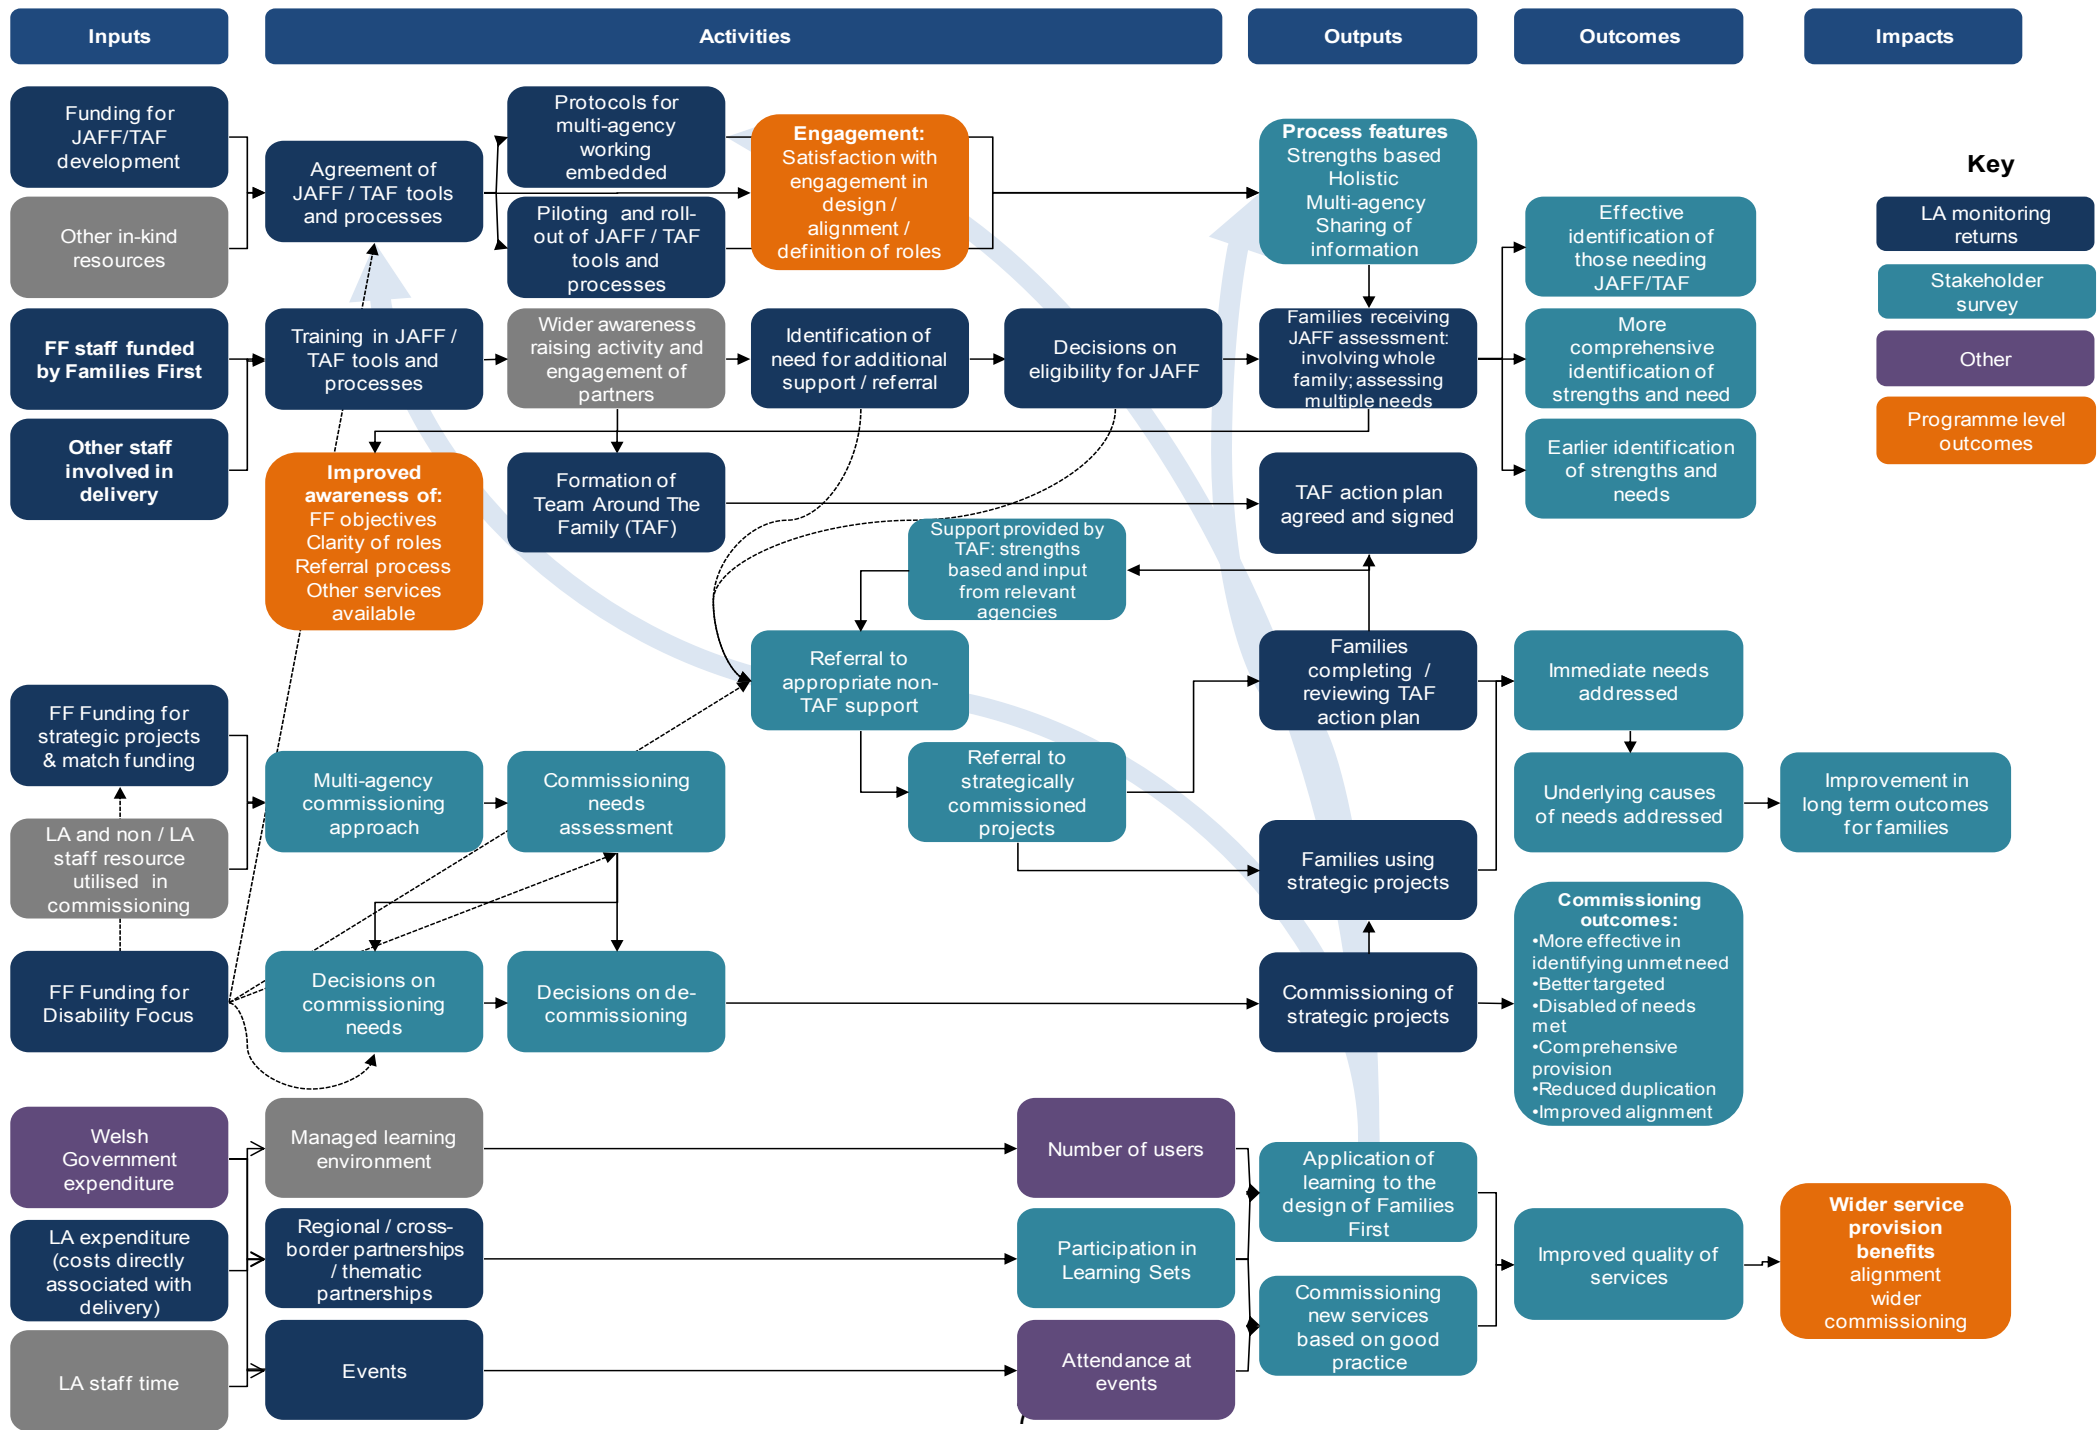 Inputs
Activities
Outputs
Outcomes
Impacts
Funding for
JAFF/TAF
development
Other in-kind
resources
FF staff funded
by Families First
Other staff
involved in
delivery
Agreement of
JAFF / TAF tools
and processes
Protocols for
multi-agency
working
embedded
Piloting and roll-
out of JAFF / TAF
tools and
processes
Engagement:
Satisfaction with
engagement in
design /
alignment /
definition of roles
Process features
Strengths based
Holistic
Multi-agency
Sharing of
information
Key
LA monitoring
returns
Stakeholder
survey
Other
Programme level
outcomes
Effective
identification of
those needing
JAFF/TAF
More
comprehensive
identification of
strengths and need
Earlier identification
of strengths and
needs
Training in JAFF /
TAF tools and
processes
Wider awareness
raising activity and
engagement of
partners
Identification of
need for additional
support / referral
Decisions on
eligibility for JAFF
Families receiving
JAFF assessment:
involving whole
family; assessing
multiple needs
Improved
awareness of:
FF objectives
Clarity of roles
Referral process
Other services
available
Formation of
Team Around The
Family (TAF)
TAF action plan
agreed and signed
Support provided by
TAF: strengths
based and input
from relevant
agencies
Referral to
appropriate non-
TAF support
Families
completing /
reviewing TAF
action plan
Immediate needs
addressed
FF Funding for
strategic projects
& match funding
LA and non / LA
staff resource
utilised in
commissioning
FF Funding for
Disability Focus
Multi-agency
commissioning
approach
Commissioning
needs
assessment
Referral to
strategically
commissioned
projects
Families using
strategic projects
Underlying causes
of needs addressed
Improvement in
long term outcomes
for families
Decisions on
commissioning
needs
Decisions on de-
commissioning
Commissioning of
strategic projects
Commissioning
outcomes:
•More effective in
identifying unmet need
•Better targeted
•Disabled of needs
met
•Comprehensive
provision
•Reduced duplication
•Improved alignment
Welsh
Government
expenditure
LA expenditure
(costs directly
associated with
delivery)
LA staff time
Managed learning
environment
Regional / cross-
border partnerships
/ thematic
partnerships
Events
Number of users
Participation in
Learning Sets
Attendance at
events
Application of
learning to the
design of Families
First
Commissioning
new services
based on good
practice
Improved quality of
services
Wider service
provision
benefits
alignment
wider
commissioning